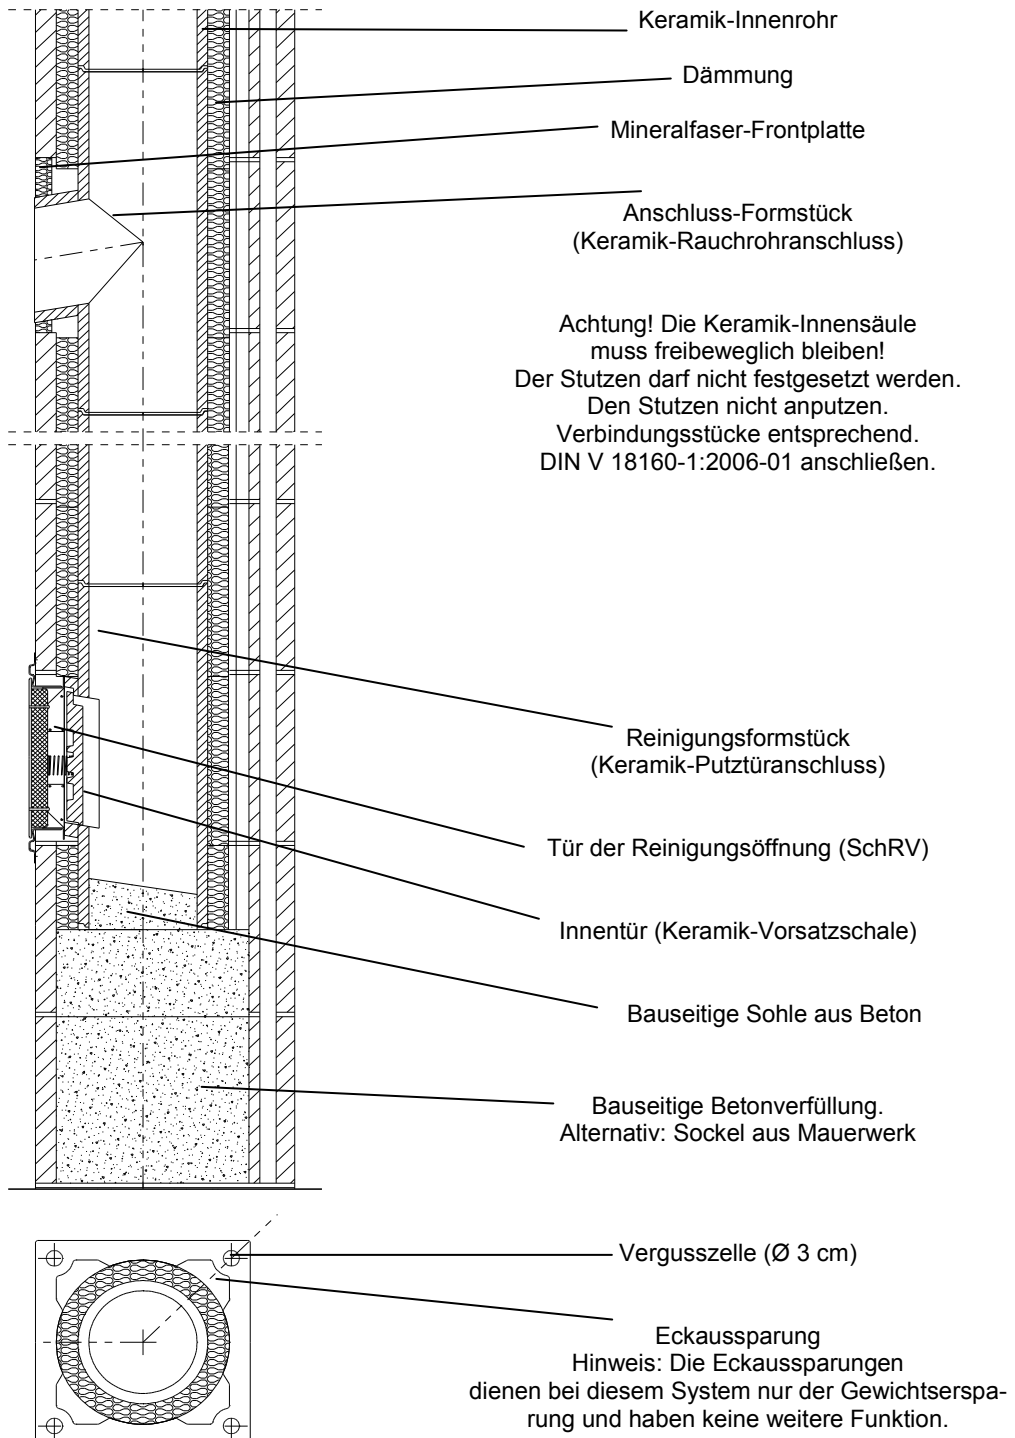 Keramik-Innenrohr
Dämmung
Mineralfaser-Frontplatte
Anschluss-Formstück
(Keramik-Rauchrohranschluss)
Achtung! Die Keramik-Innensäule
muss freibeweglich bleiben!
Der Stutzen darf nicht festgesetzt werden.
Den Stutzen nicht anputzen.
Verbindungsstücke entsprechend.
DIN V 18160-1:2006-01 anschließen.
Reinigungsformstück
(Keramik-Putztüranschluss)
Tür der Reinigungsöffnung (SchRV)
Innentür (Keramik-Vorsatzschale)
Bauseitige Sohle aus Beton
Bauseitige Betonverfüllung.
Alternativ: Sockel aus Mauerwerk
Vergusszelle (Ø 3 cm)
Eckaussparung
Hinweis: Die Eckaussparungen
dienen bei diesem System nur der Gewichtserspa-
rung und haben keine weitere Funktion.